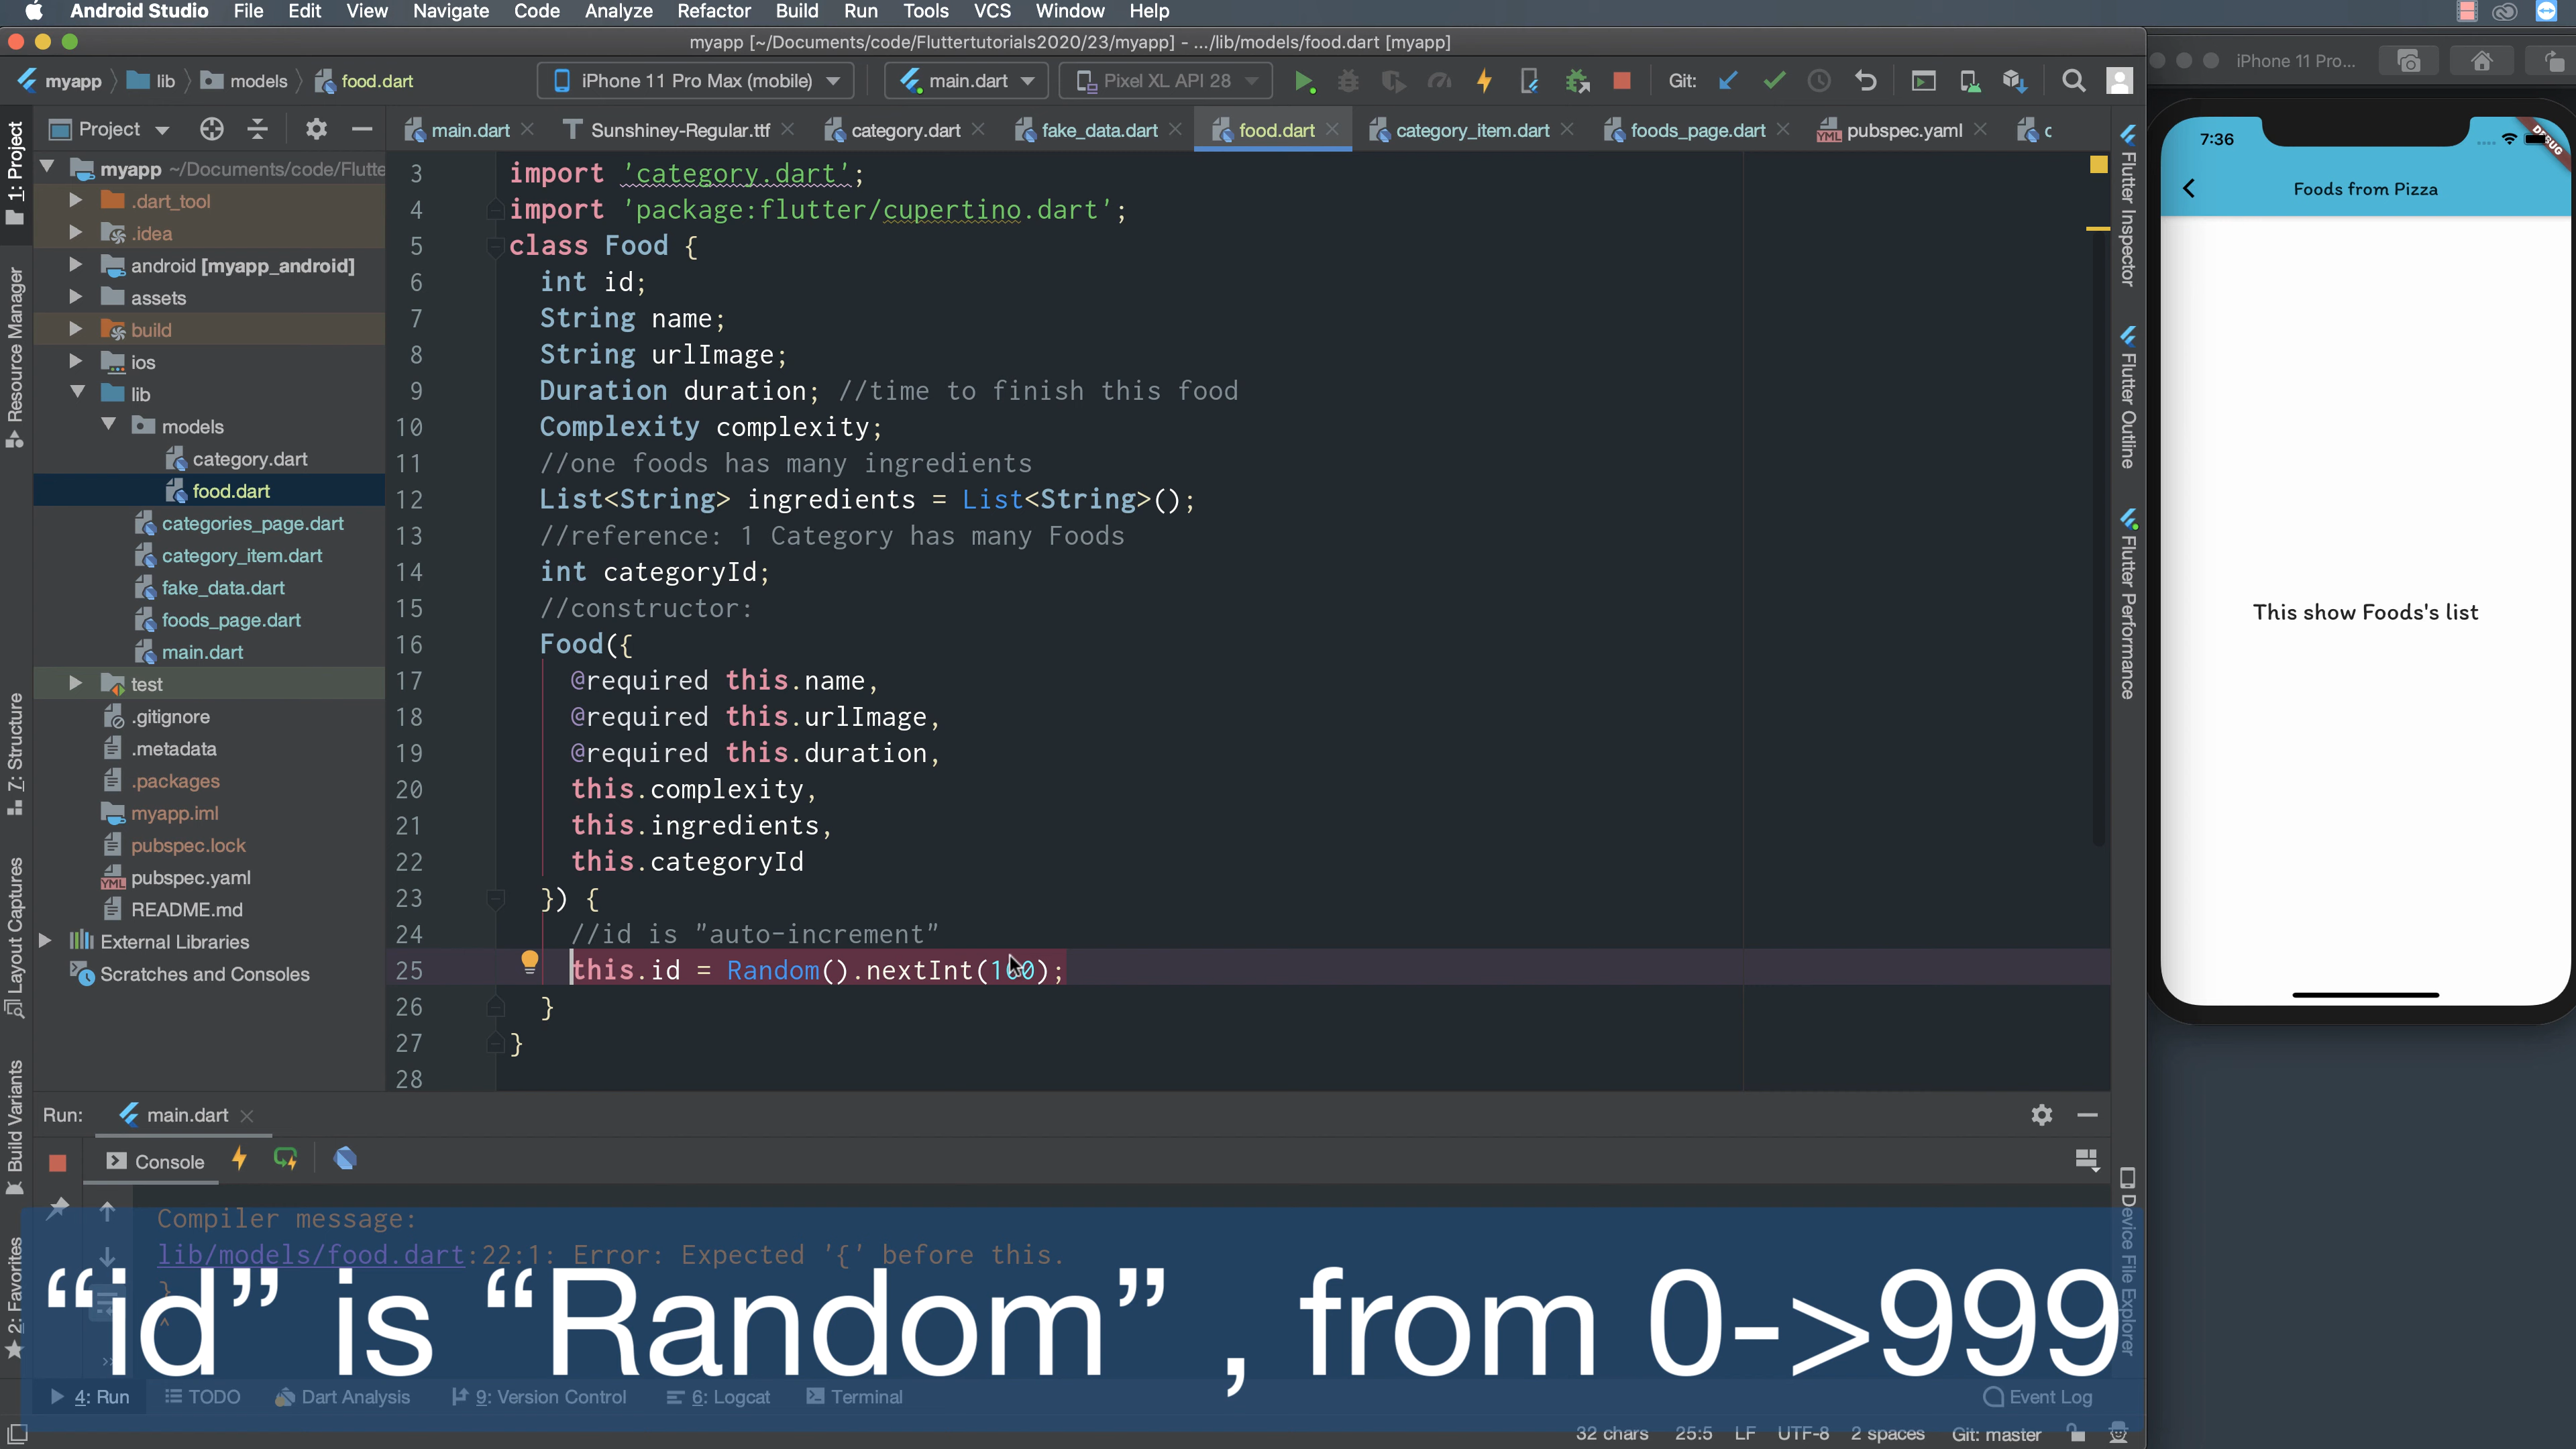 Android Studio File Edit View Navigate Code Analyze Refactor Build Run Tools VCS Window Help
myapp [~/Documents/code/Fluttertutorials2020/23/myapp] - .../lib/models/food.dart [myapp]
myapp lib models food.dart iPhone 11 Pro Max (mobile) main.dart Pixel XL API 28 Git:
Project main.dart Sunshiney-Regular.ttf category.dart fake_data.dart food.dart category_item.dart foods_page.dart pubspec.yaml c
myapp ~/Documents/code/Flutte
.dart_tool
.idea
android [myapp_android]
assets
build
ios
lib
models
category.dart
food.dart
categories_page.dart
category_item.dart
fake_data.dart
foods_page.dart
main.dart
test
.gitignore
.metadata
.packages
myapp.iml
pubspec.lock
pubspec.yaml
README.md
External Libraries
Scratches and Consoles
1: Project
Resource Manager
7: Structure
Layout Captures
Build Variants
2: Favorites
3 import 'category.dart';
4 import 'package:flutter/cupertino.dart';
5 class Food {
6 int id;
7 String name;
8 String urlImage;
9 Duration duration; //time to finish this food
10 Complexity complexity;
11 //one foods has many ingredients
12 List<String> ingredients = List<String>();
13 //reference: 1 Category has many Foods
14 int categoryId;
15 //constructor:
16 Food({
17 @required this.name,
18 @required this.urlImage,
19 @required this.duration,
20 this.complexity,
21 this.ingredients,
22 this.categoryId
23 }) {
24 //id is "auto-increment"
25 this.id = Random().nextInt(100);
26 }
27 }
28
Flutter Inspector
Flutter Outline
Flutter Performance
Device File Explorer
iPhone 11 Pro...
7:36
DEBUG
Foods from Pizza
This show Foods's list
Run: main.dart
Console
Compiler message:
lib/models/food.dart:22:1: Error: Expected '{' before this.
}
^
“id” is “Random” , from 0->999
4: Run TODO Dart Analysis 9: Version Control 6: Logcat Terminal Event Log
32 chars 25:5 LF UTF-8 2 spaces Git: master